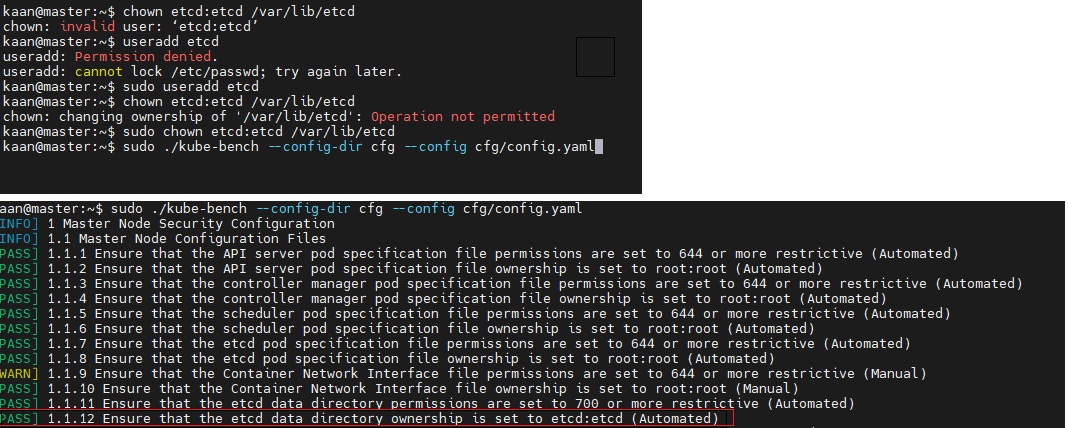 kaan@master:~$ chown etcd:etcd /var/lib/etcd
chown: invalid user: ‘etcd:etcd’
kaan@master:~$ useradd etcd
useradd: Permission denied.
useradd: cannot lock /etc/passwd; try again later.
kaan@master:~$ sudo useradd etcd
kaan@master:~$ chown etcd:etcd /var/lib/etcd
chown: changing ownership of '/var/lib/etcd': Operation not permitted
kaan@master:~$ sudo chown etcd:etcd /var/lib/etcd
kaan@master:~$ sudo ./kube-bench --config-dir cfg --config cfg/config.yaml
aan@master:~$ sudo ./kube-bench --config-dir cfg --config cfg/config.yaml
INFO] 1 Master Node Security Configuration
INFO] 1.1 Master Node Configuration Files
PASS] 1.1.1 Ensure that the API server pod specification file permissions are set to 644 or more restrictive (Automated)
PASS] 1.1.2 Ensure that the API server pod specification file ownership is set to root:root (Automated)
PASS] 1.1.3 Ensure that the controller manager pod specification file permissions are set to 644 or more restrictive (Automated)
PASS] 1.1.4 Ensure that the controller manager pod specification file ownership is set to root:root (Automated)
PASS] 1.1.5 Ensure that the scheduler pod specification file permissions are set to 644 or more restrictive (Automated)
PASS] 1.1.6 Ensure that the scheduler pod specification file ownership is set to root:root (Automated)
PASS] 1.1.7 Ensure that the etcd pod specification file permissions are set to 644 or more restrictive (Automated)
PASS] 1.1.8 Ensure that the etcd pod specification file ownership is set to root:root (Automated)
WARN] 1.1.9 Ensure that the Container Network Interface file permissions are set to 644 or more restrictive (Manual)
PASS] 1.1.10 Ensure that the Container Network Interface file ownership is set to root:root (Manual)
PASS] 1.1.11 Ensure that the etcd data directory permissions are set to 700 or more restrictive (Automated)
PASS] 1.1.12 Ensure that the etcd data directory ownership is set to etcd:etcd (Automated)